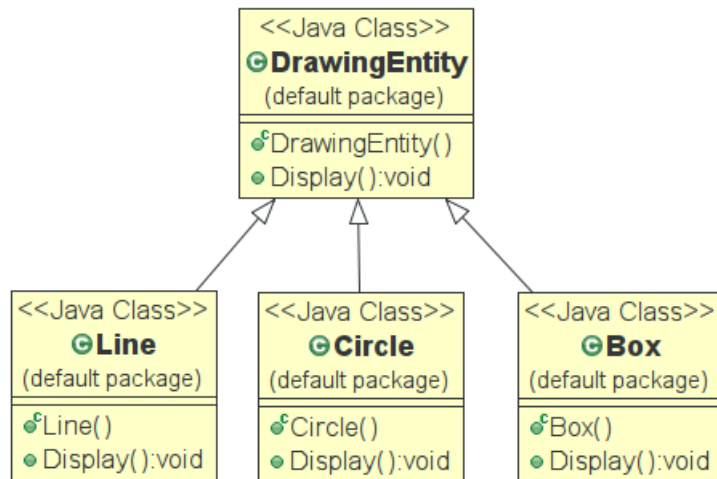 <<Java Class>>
DrawingEntity
(default package)
DrawingEntity()
Display():void
<<Java Class>>
Line
(default package)
Line()
Display():void
<<Java Class>>
Circle
(default package)
Circle()
Display():void
<<Java Class>>
Box
(default package)
Box()
Display():void